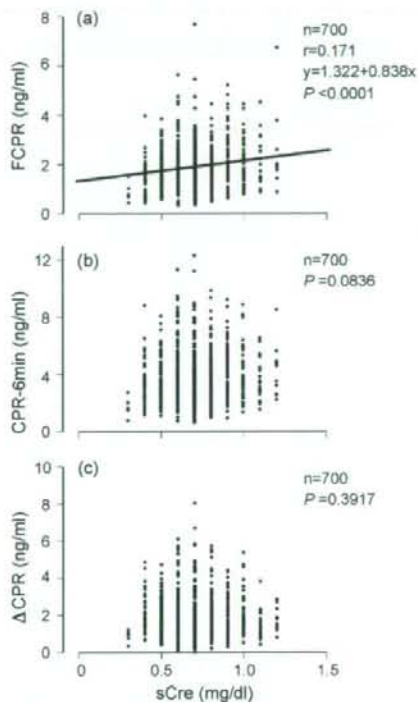 (a)
n=700
r=0.171
y=1.322+0.838x
P <0.0001
FCPR (ng/ml)
8
6
4
2
0
(b)
n=700
P =0.0836
CPR-6min (ng/ml)
12
8
4
0
(c)
n=700
P =0.3917
ΔCPR (ng/ml)
10
8
6
4
2
0
0 0.5 1.0 1.5
sCre (mg/dl)